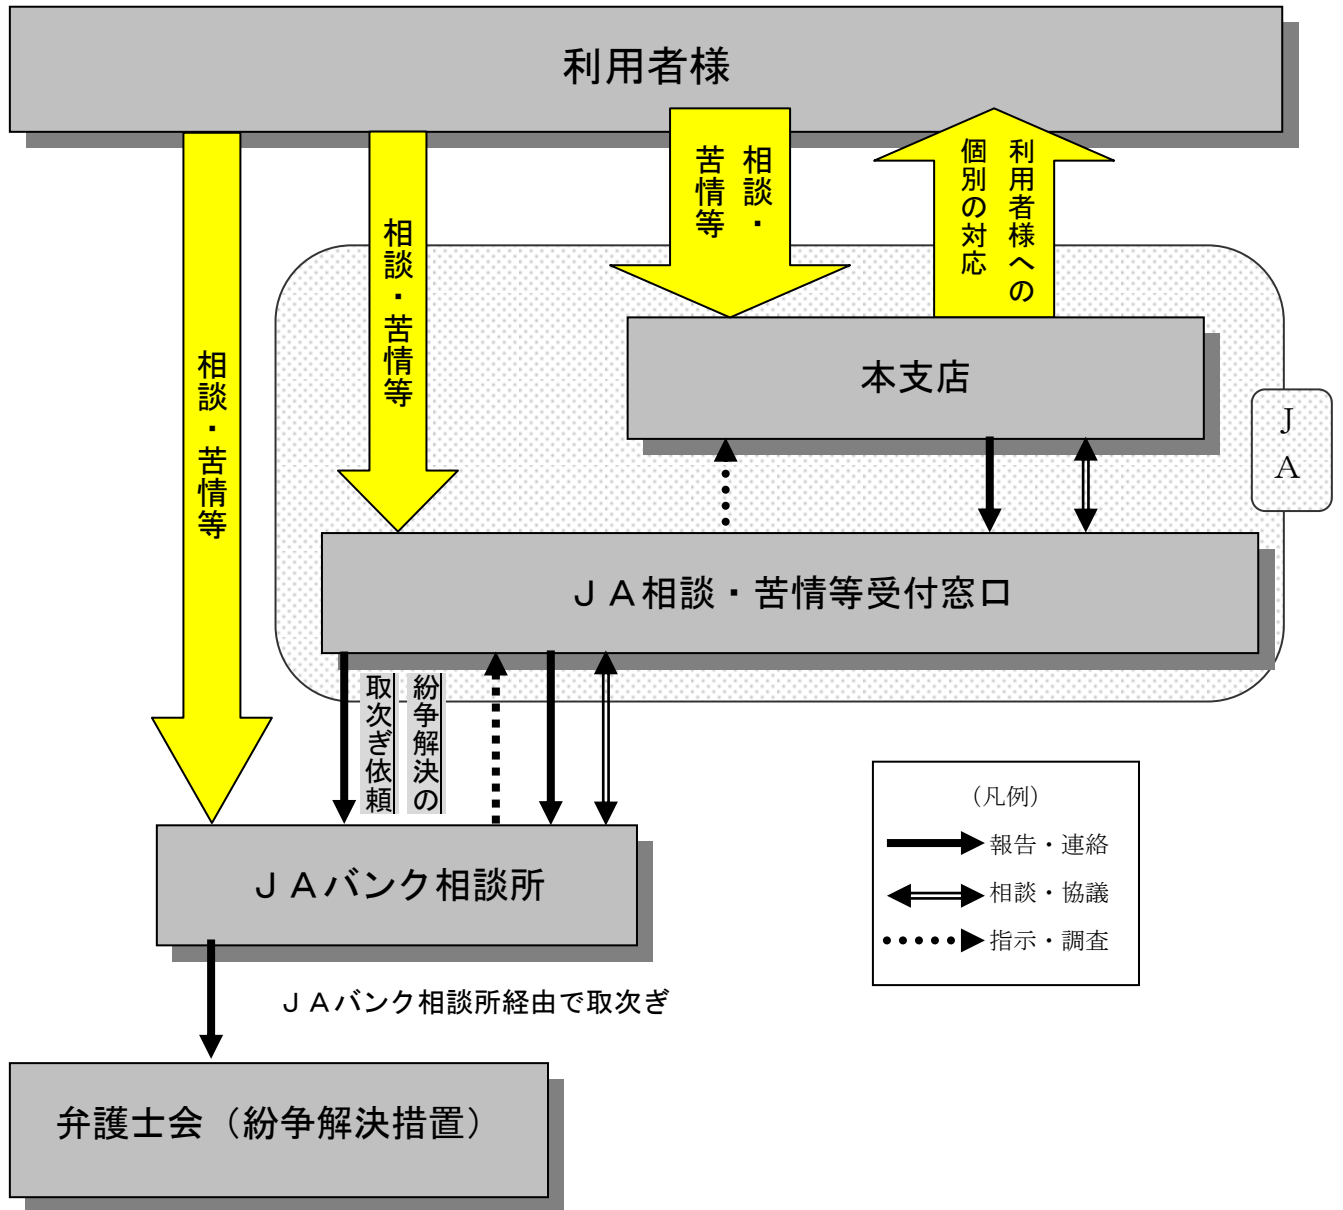 利用者様
相談・
苦情等
利用者様への
個別の対応
相談・苦情等
相談・苦情等
本支店
J
A
ＪＡ相談・苦情等受付窓口
紛争解決の
取次ぎ依頼
（凡例）
報告・連絡
相談・協議
指示・調査
ＪＡバンク相談所
ＪＡバンク相談所経由で取次ぎ
弁護士会（紛争解決措置）